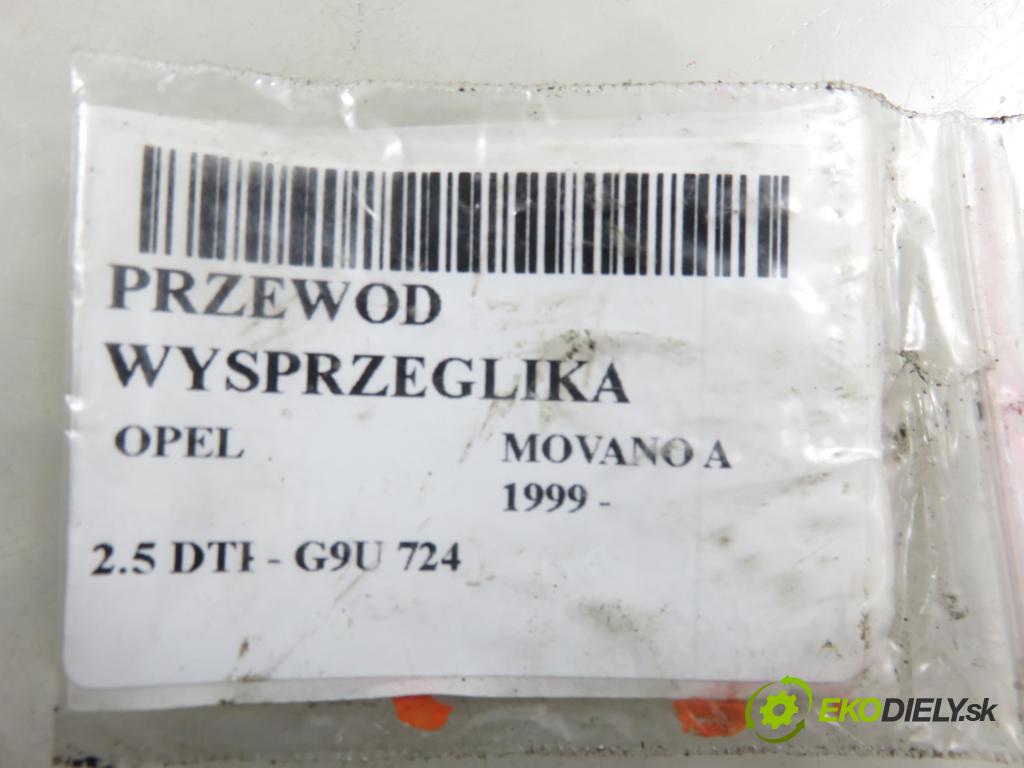 PRZEWOD
WYSPRZEGLIKA
OPEL MOVANO A
1999 -
2.5 DTI - G9U 724
EKODIELY.sk